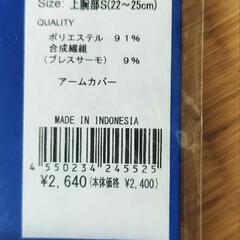 Size: 上腕部S(22～25cm)
QUALITY
ポリエステル 91%
合成繊維
(ブレスサーモ) 9%
アームカバー
MADE IN INDONESIA
4 550234 245525
¥2,640(本体価格 ¥2,400)